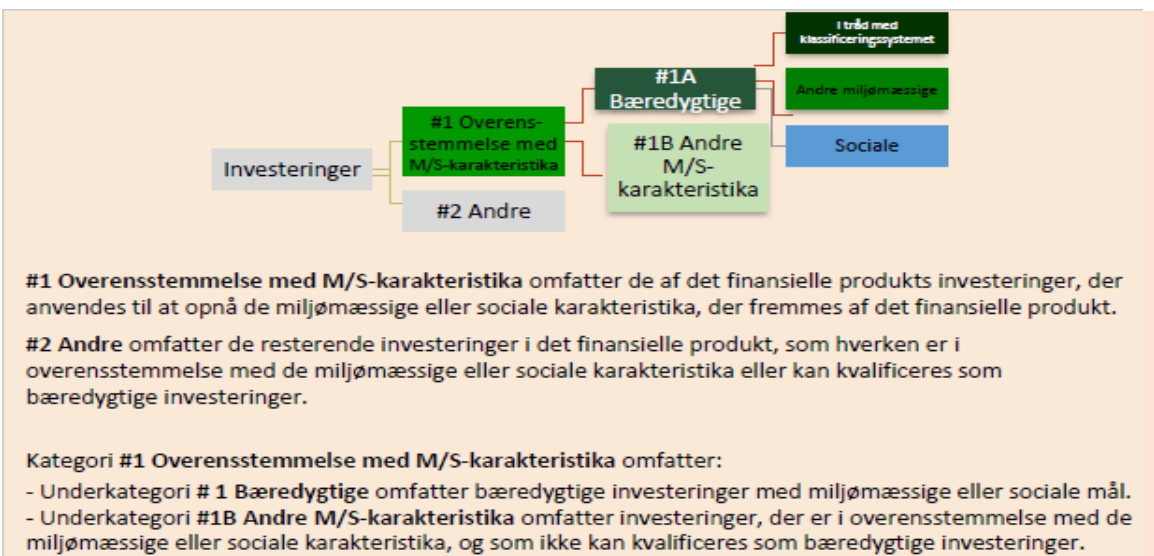 I tråd med
klassificeringssystemet
#1A
Bæredygtige
Andre miljømæssige
#1 Overens-
stemmelse med
M/S-karakteristika
#1B Andre
M/S-
karakteristika
Sociale
Investeringer
#2 Andre
#1 Overensstemmelse med M/S-karakteristika omfatter de af det finansielle produkts investeringer, der
anvendes til at opnå de miljømæssige eller sociale karakteristika, der fremmes af det finansielle produkt.
#2 Andre omfatter de resterende investeringer i det finansielle produkt, som hverken er i
overensstemmelse med de miljømæssige eller sociale karakteristika eller kan kvalificeres som
bæredygtige investeringer.
Kategori #1 Overensstemmelse med M/S-karakteristika omfatter:
- Underkategori # 1 Bæredygtige omfatter bæredygtige investeringer med miljømæssige eller sociale mål.
- Underkategori #1B Andre M/S-karakteristika omfatter investeringer, der er i overensstemmelse med de
miljømæssige eller sociale karakteristika, og som ikke kan kvalificeres som bæredygtige investeringer.